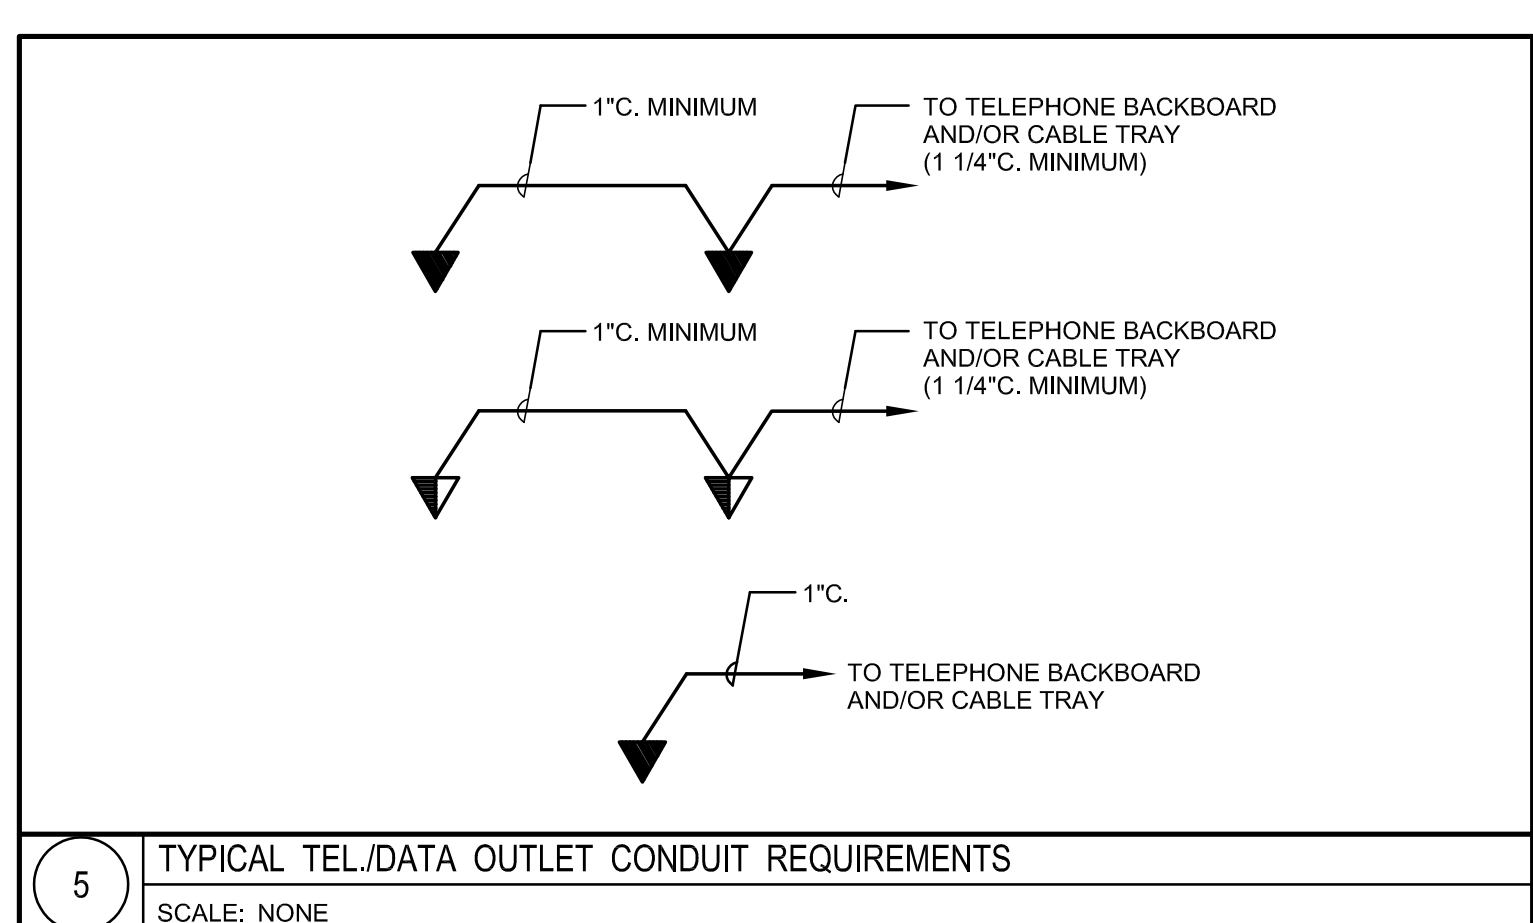 1"C. MINIMUM
TO TELEPHONE BACKBOARD
AND/OR CABLE TRAY
(1 1/4"C. MINIMUM)
1"C. MINIMUM
TO TELEPHONE BACKBOARD
AND/OR CABLE TRAY
(1 1/4"C. MINIMUM)
1"C.
TO TELEPHONE BACKBOARD
AND/OR CABLE TRAY
5
TYPICAL TEL./DATA OUTLET CONDUIT REQUIREMENTS
SCALE: NONE